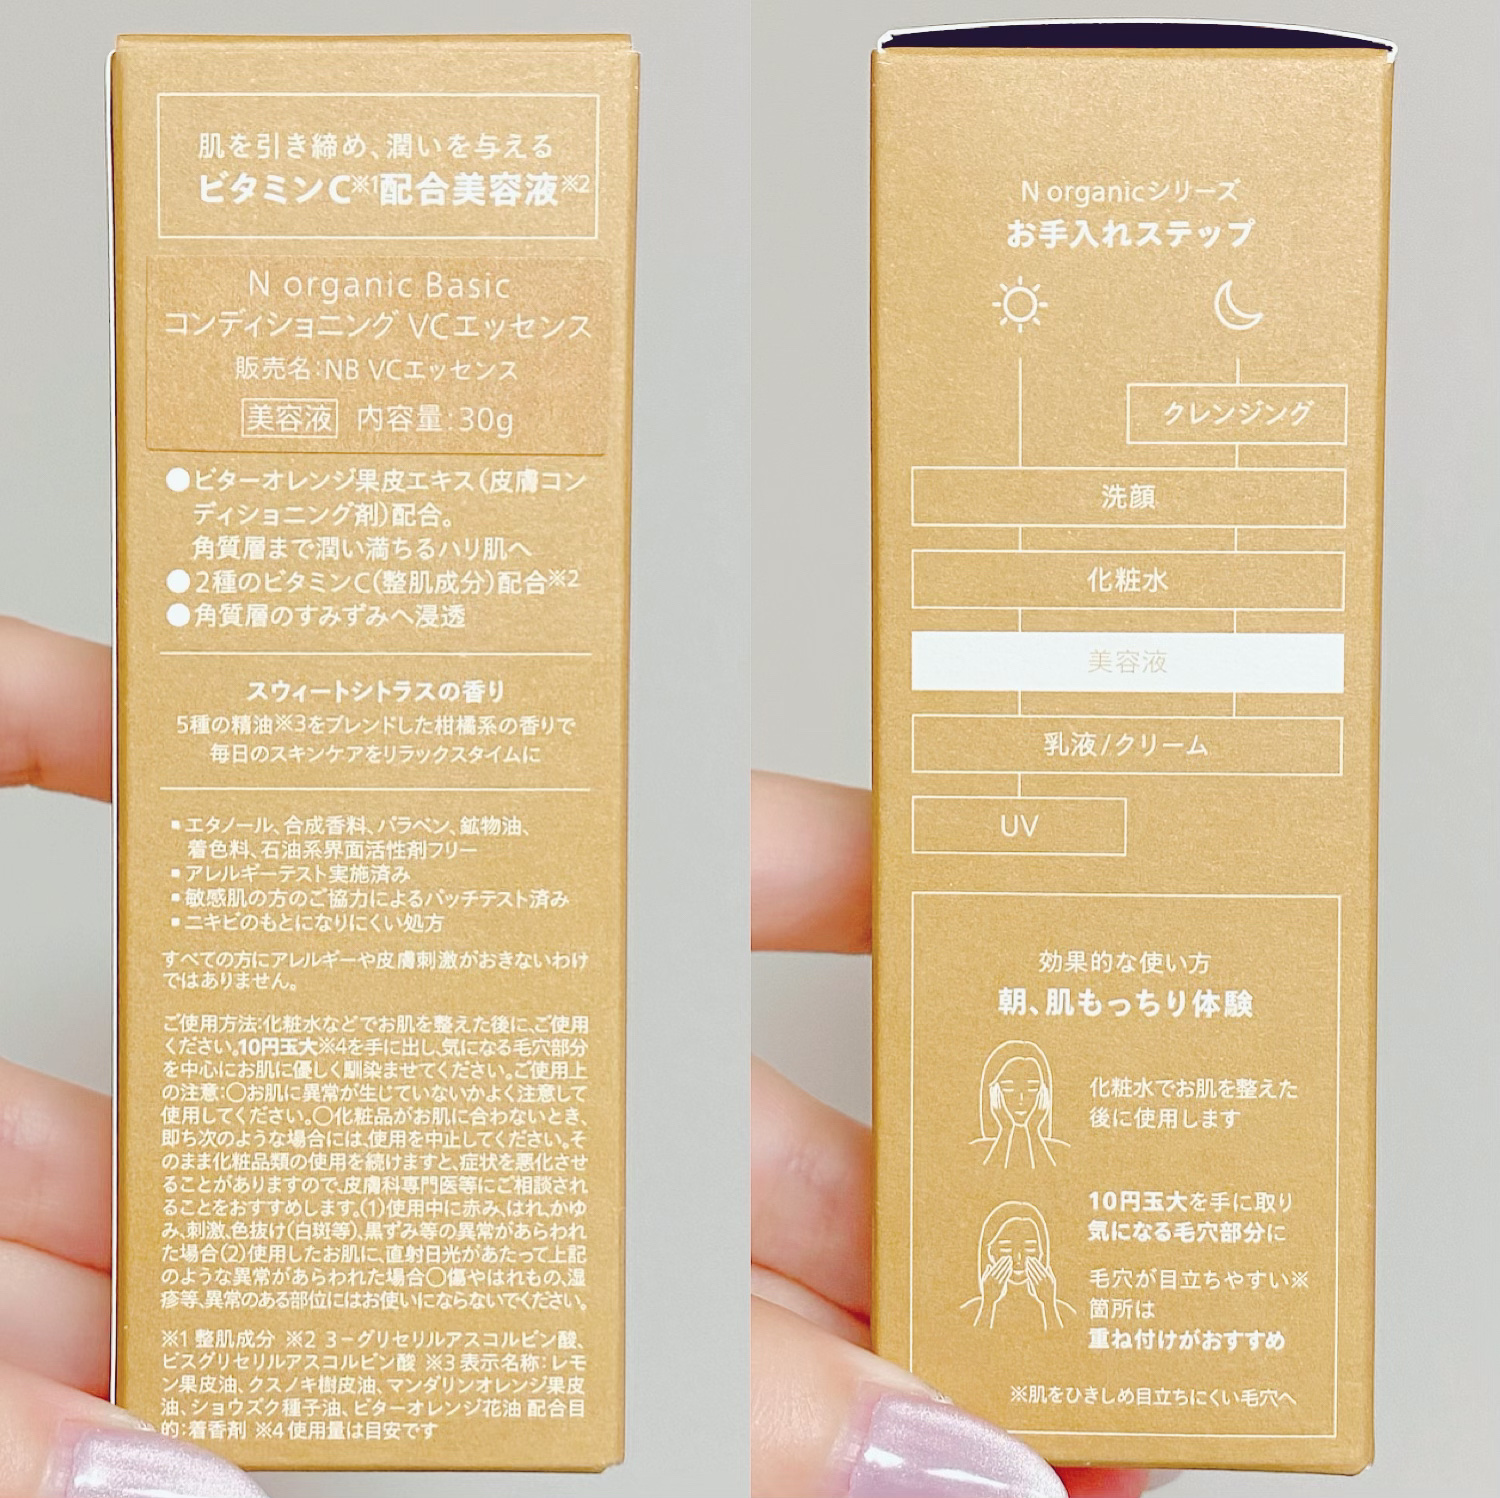 肌を引き締め、潤いを与える
ビタミンC※1配合美容液※2
N organic Basic
コンディショニング VCエッセンス
販売名:NB VCエッセンス
美容液 内容量:30g
●ビターオレンジ果皮エキス(皮膚コン
ディショニング剤)配合。
角質層まで潤い満ちるハリ肌へ
●2種のビタミンC(整肌成分)配合※2
●角質層のすみずみへ浸透
スウィートシトラスの香り
5種の精油※3をブレンドした柑橘系の香りで
毎日のスキンケアをリラックスタイムに
▪エタノール、合成香料、パラベン、鉱物油、
着色料、石油系界面活性剤フリー
▪アレルギーテスト実施済み
▪敏感肌の方のご協力によるパッチテスト済み
▪ニキビのもとになりにくい処方
すべての方にアレルギーや皮膚刺激がおきないわけ
ではありません。
ご使用方法:化粧水などでお肌を整えた後に、ご使用
ください。10円玉大※4を手に出し、気になる毛穴部分
を中心にお肌に優しく馴染ませてください。ご使用上
の注意:○お肌に異常が生じていないかよく注意して
使用してください。○化粧品がお肌に合わないとき、
即ち次のような場合には、使用を中止してください。そ
のまま化粧品類の使用を続けますと、症状を悪化させ
ることがありますので、皮膚科専門医等にご相談され
ることをおすすめします。(1)使用中に赤み、はれ、かゆ
み、刺激、色抜け(白斑等)、黒ずみ等の異常があらわれ
た場合(2)使用したお肌に、直射日光があたって上記
のような異常があらわれた場合○傷やはれもの、湿
疹等、異常のある部位にはお使いにならないでください。
※1 整肌成分 ※2 3−グリセリルアスコルビン酸、
ビスグリセリルアスコルビン酸 ※3 表示名称:レモ
ン果皮油、クスノキ樹皮油、マンダリンオレンジ果皮
油、ショウズク種子油、ビターオレンジ花油 配合目
的:着香剤 ※4 使用量は目安です
N organicシリーズ
お手入れステップ
クレンジング
洗顔
化粧水
美容液
乳液/クリーム
UV
効果的な使い方
朝、肌もっちり体験
化粧水でお肌を整えた
後に使用します
10円玉大を手に取り
気になる毛穴部分に
毛穴が目立ちやすい※
箇所は
重ね付けがおすすめ
※肌をひきしめ目立ちにくい毛穴へ